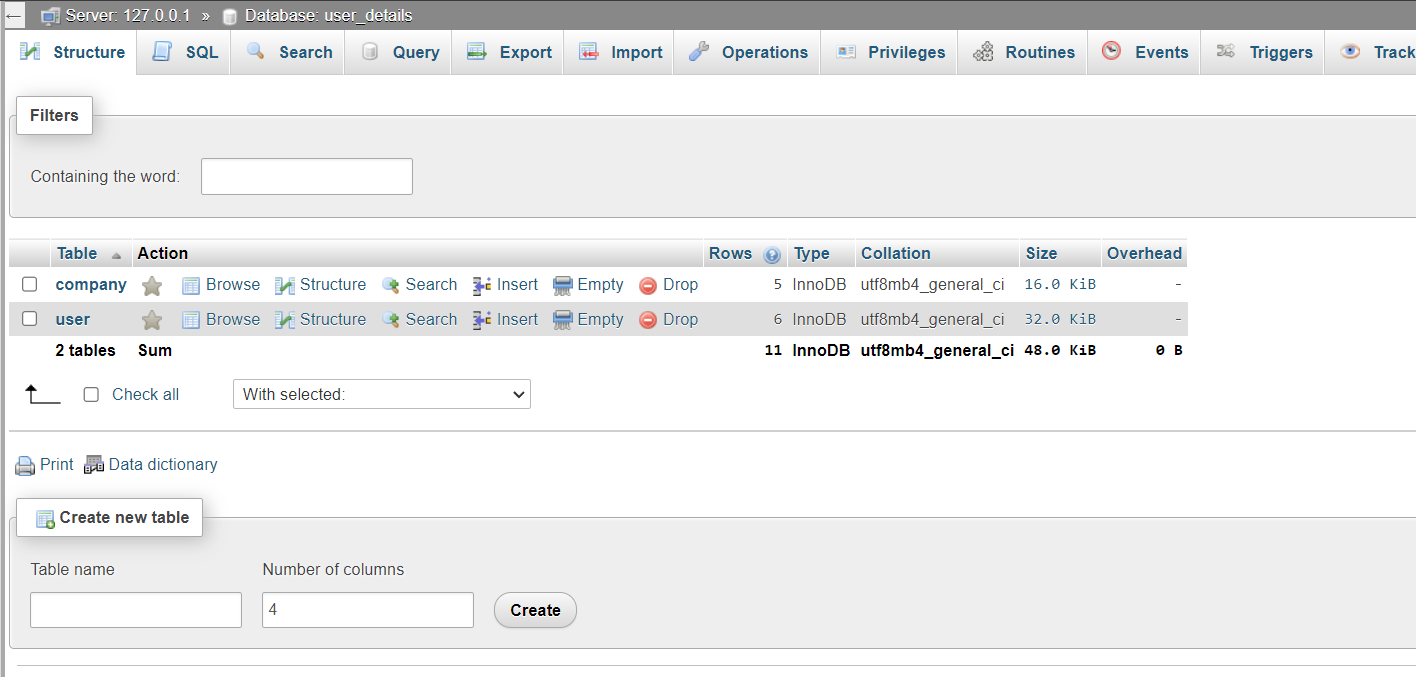 ← Server: 127.0.0.1 » Database: user_details
Structure SQL Search Query Export Import Operations Privileges Routines Events Triggers Track
Filters
Containing the word:
Table Action Rows Type Collation Size Overhead
company Browse Structure Search Insert Empty Drop 5 InnoDB utf8mb4_general_ci 16.0 KiB -
user Browse Structure Search Insert Empty Drop 6 InnoDB utf8mb4_general_ci 32.0 KiB -
2 tables Sum 11 InnoDB utf8mb4_general_ci 48.0 KiB 0 B
Check all With selected:
Print Data dictionary
Create new table
Table name Number of columns
4 Create